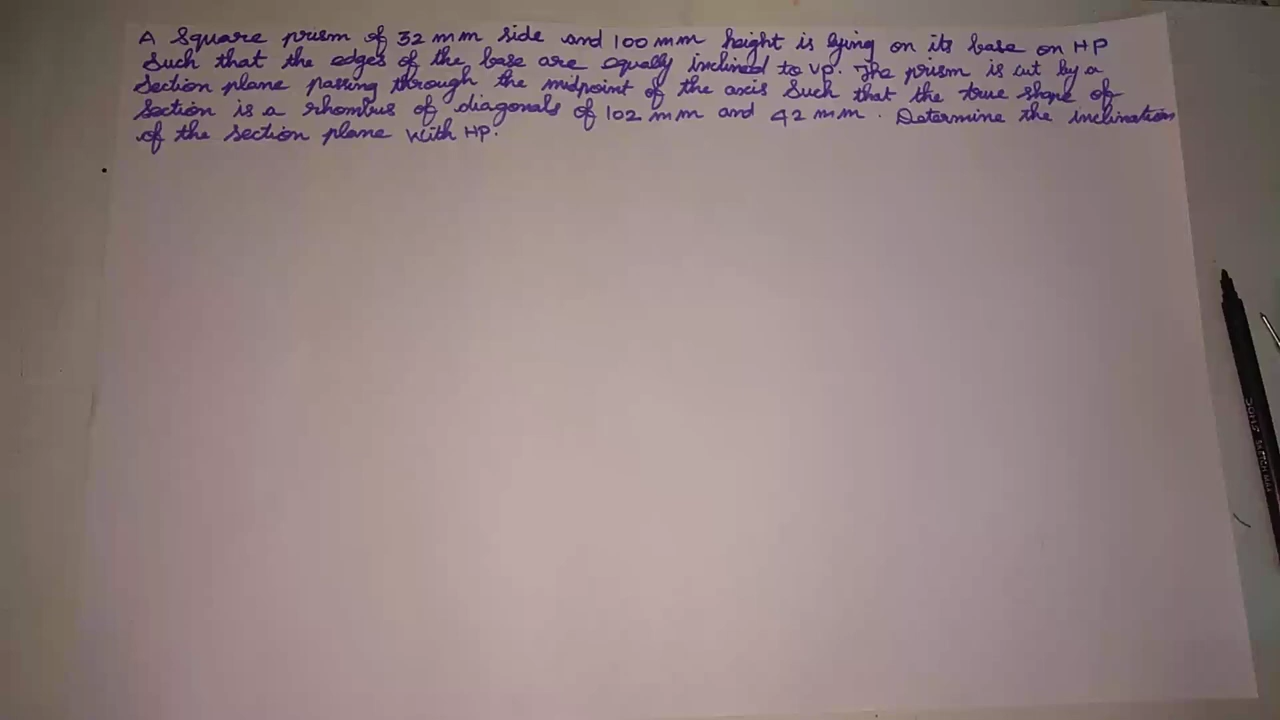 A Square prism of 32 mm side and 100 mm height is lying on its base on HP
Such that the edges of the base are equally inclined to VP. The prism is cut by a
Section plane passing through the midpoint of the axis Such that the true shape of
Section is a rhombus of diagonals of 102 mm and 42 mm. Determine the inclination
of the section plane with HP.